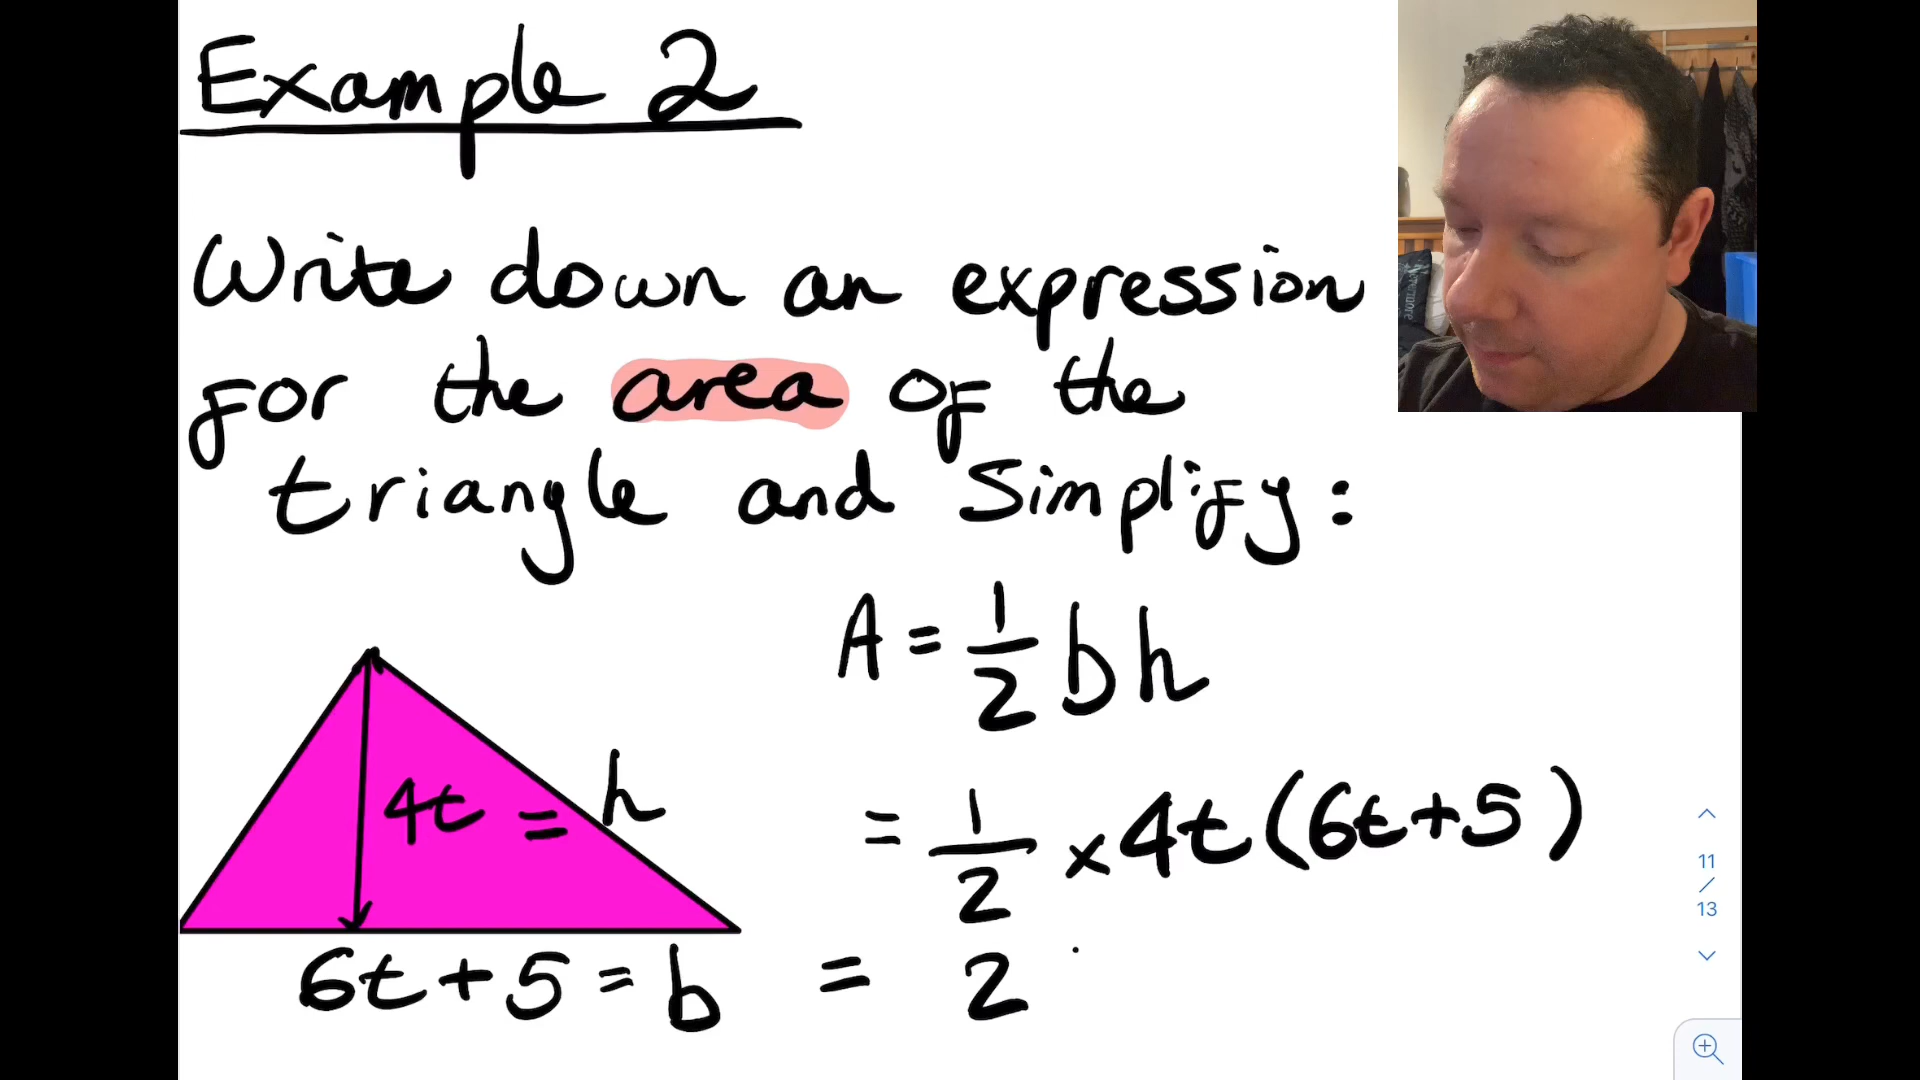 Example 2
Write down an expression
for the area of the
triangle and simplify:
A = 1/2 bh
4t = h
= 1/2 × 4t(6t+5)
6t+5 = b
= 2
11
/
13